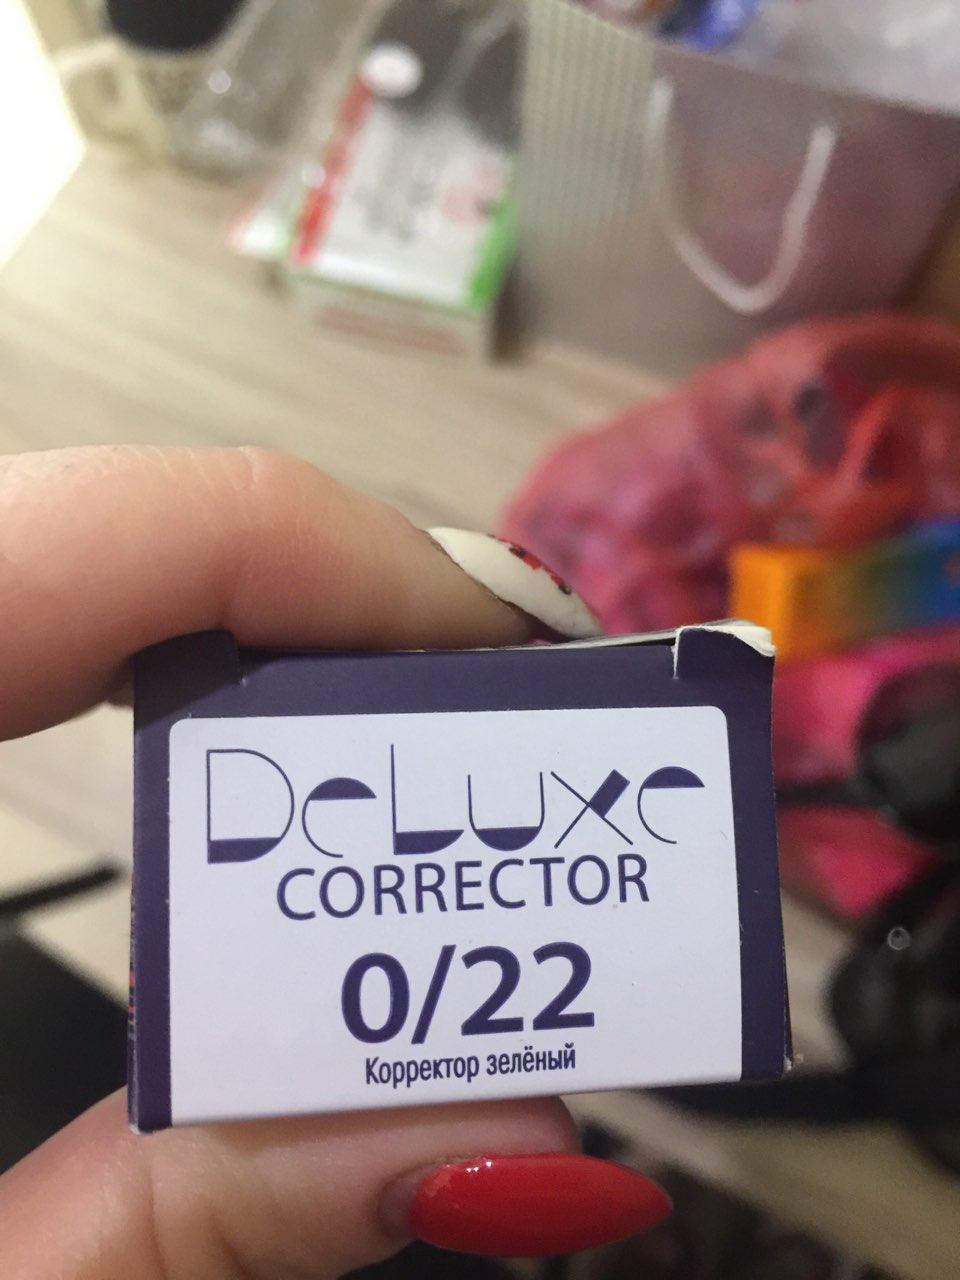 DeLuxe
CORRECTOR
0/22
Корректор зелёный